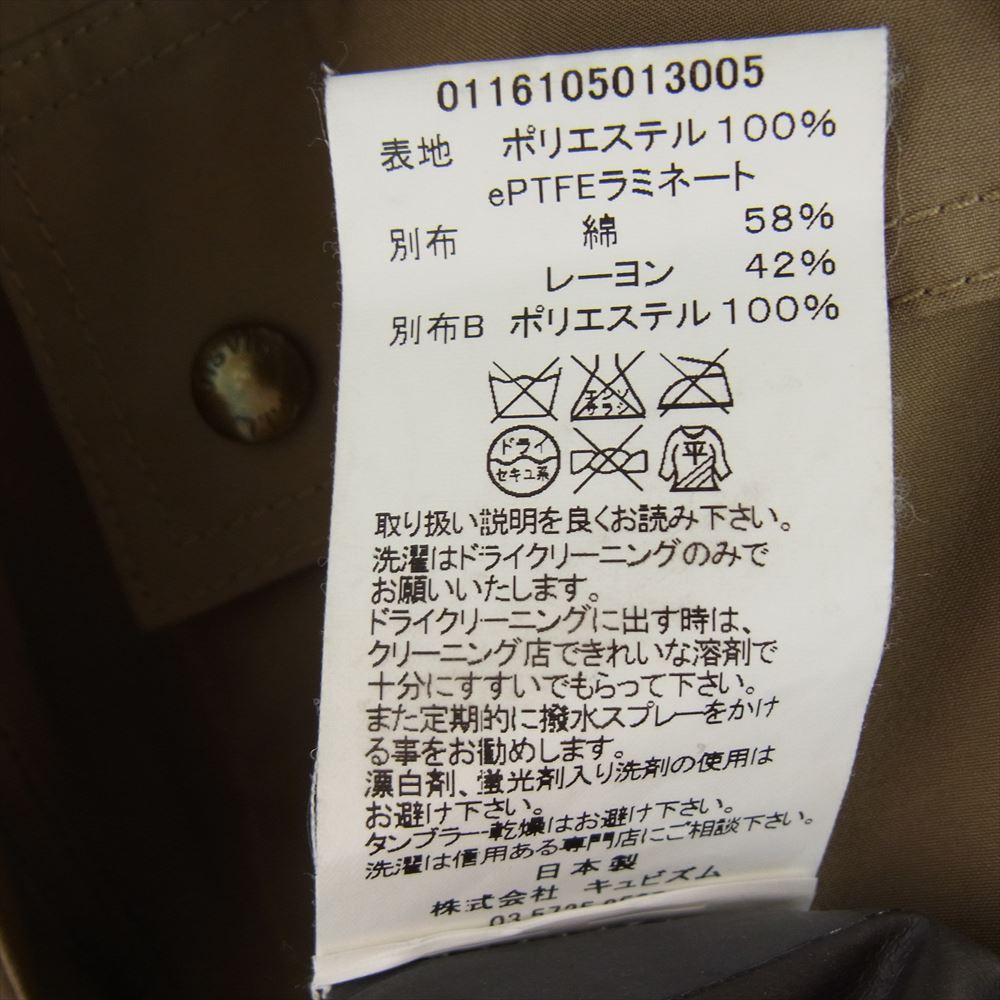 0116105013005
表地 ポリエステル 100%
ePTFEラミネート
別布 綿 58%
レーヨン 42%
別布B ポリエステル 100%
エンソ
サラシ
ドライ
セキユ系
平
取り扱い説明を良くお読み下さい。
洗濯はドライクリーニングのみで
お願いいたします。
ドライクリーニングに出す時は、
クリーニング店できれいな溶剤で
十分にすすいでもらって下さい。
また定期的に撥水スプレーをかけ
る事をお勧めします。
漂白剤、蛍光剤入り洗剤の使用は
お避け下さい。
タンブラー乾燥はお避け下さい。
洗濯は信用ある専門店にご相談下さい。
日本製
株式会社 キュビズム